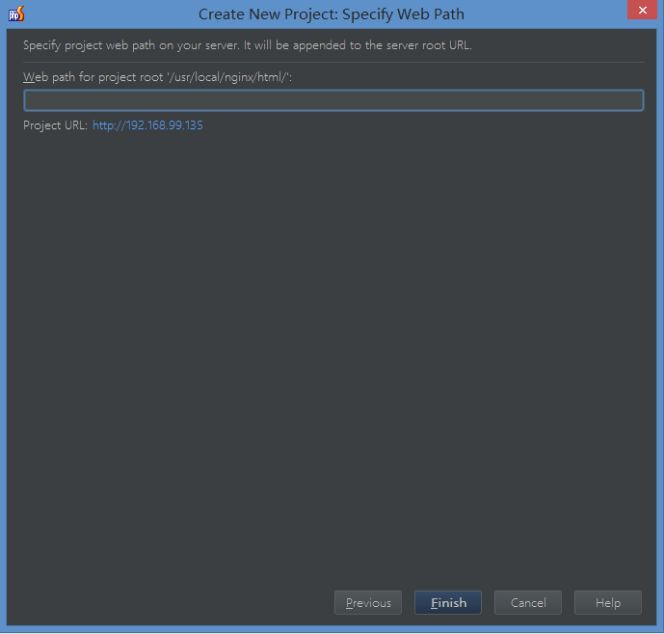 Create New Project: Specify Web Path
Specify project web path on your server. It will be appended to the server root URL.
Web path for project root '/usr/local/nginx/html/':
Project URL: http://192.168.99.135
Previous
Finish
Cancel
Help